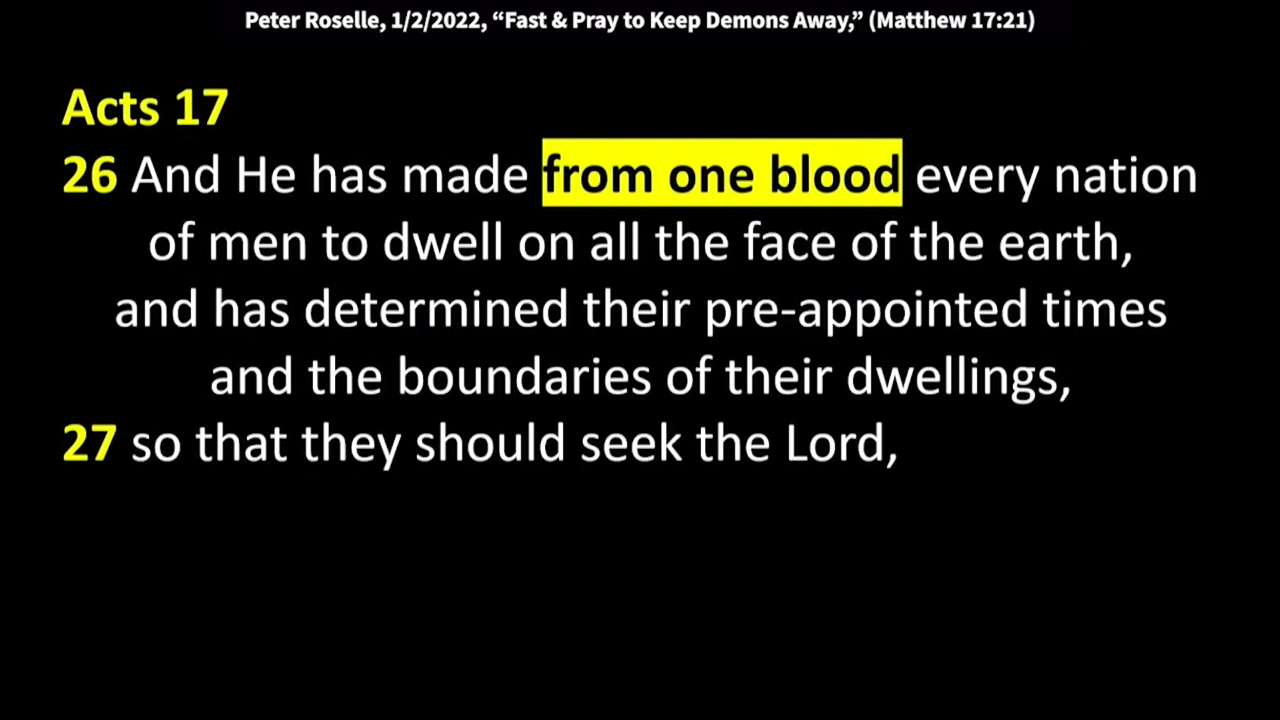 Peter Roselle, 1/2/2022, “Fast & Pray to Keep Demons Away,” (Matthew 17:21)
Acts 17
26 And He has made from one blood every nation
of men to dwell on all the face of the earth,
and has determined their pre-appointed times
and the boundaries of their dwellings,
27 so that they should seek the Lord,